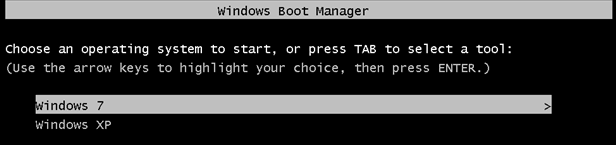 Windows Boot Manager
Choose an operating system to start, or press TAB to select a tool:
(Use the arrow keys to highlight your choice, then press ENTER.)
Windows 7 >
Windows XP